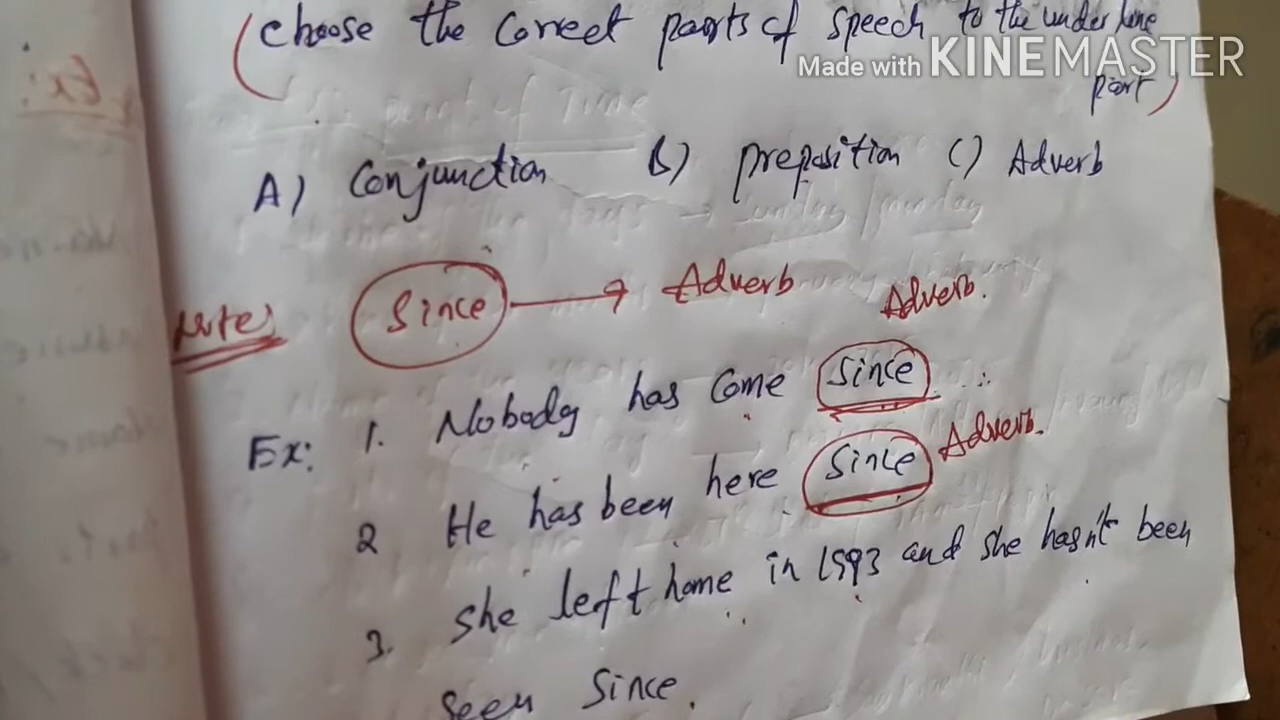 (choose the correct parts of speech to the under line
Made with KINEMASTER
part)
A) Conjunction B) preposition C) Adverb
Note: Since → Adverb
Adverb.
Ex: 1. Nobody has come since
2 He has been here since Adverb.
3. She left home in 1993 and she hasn't been
seen since.